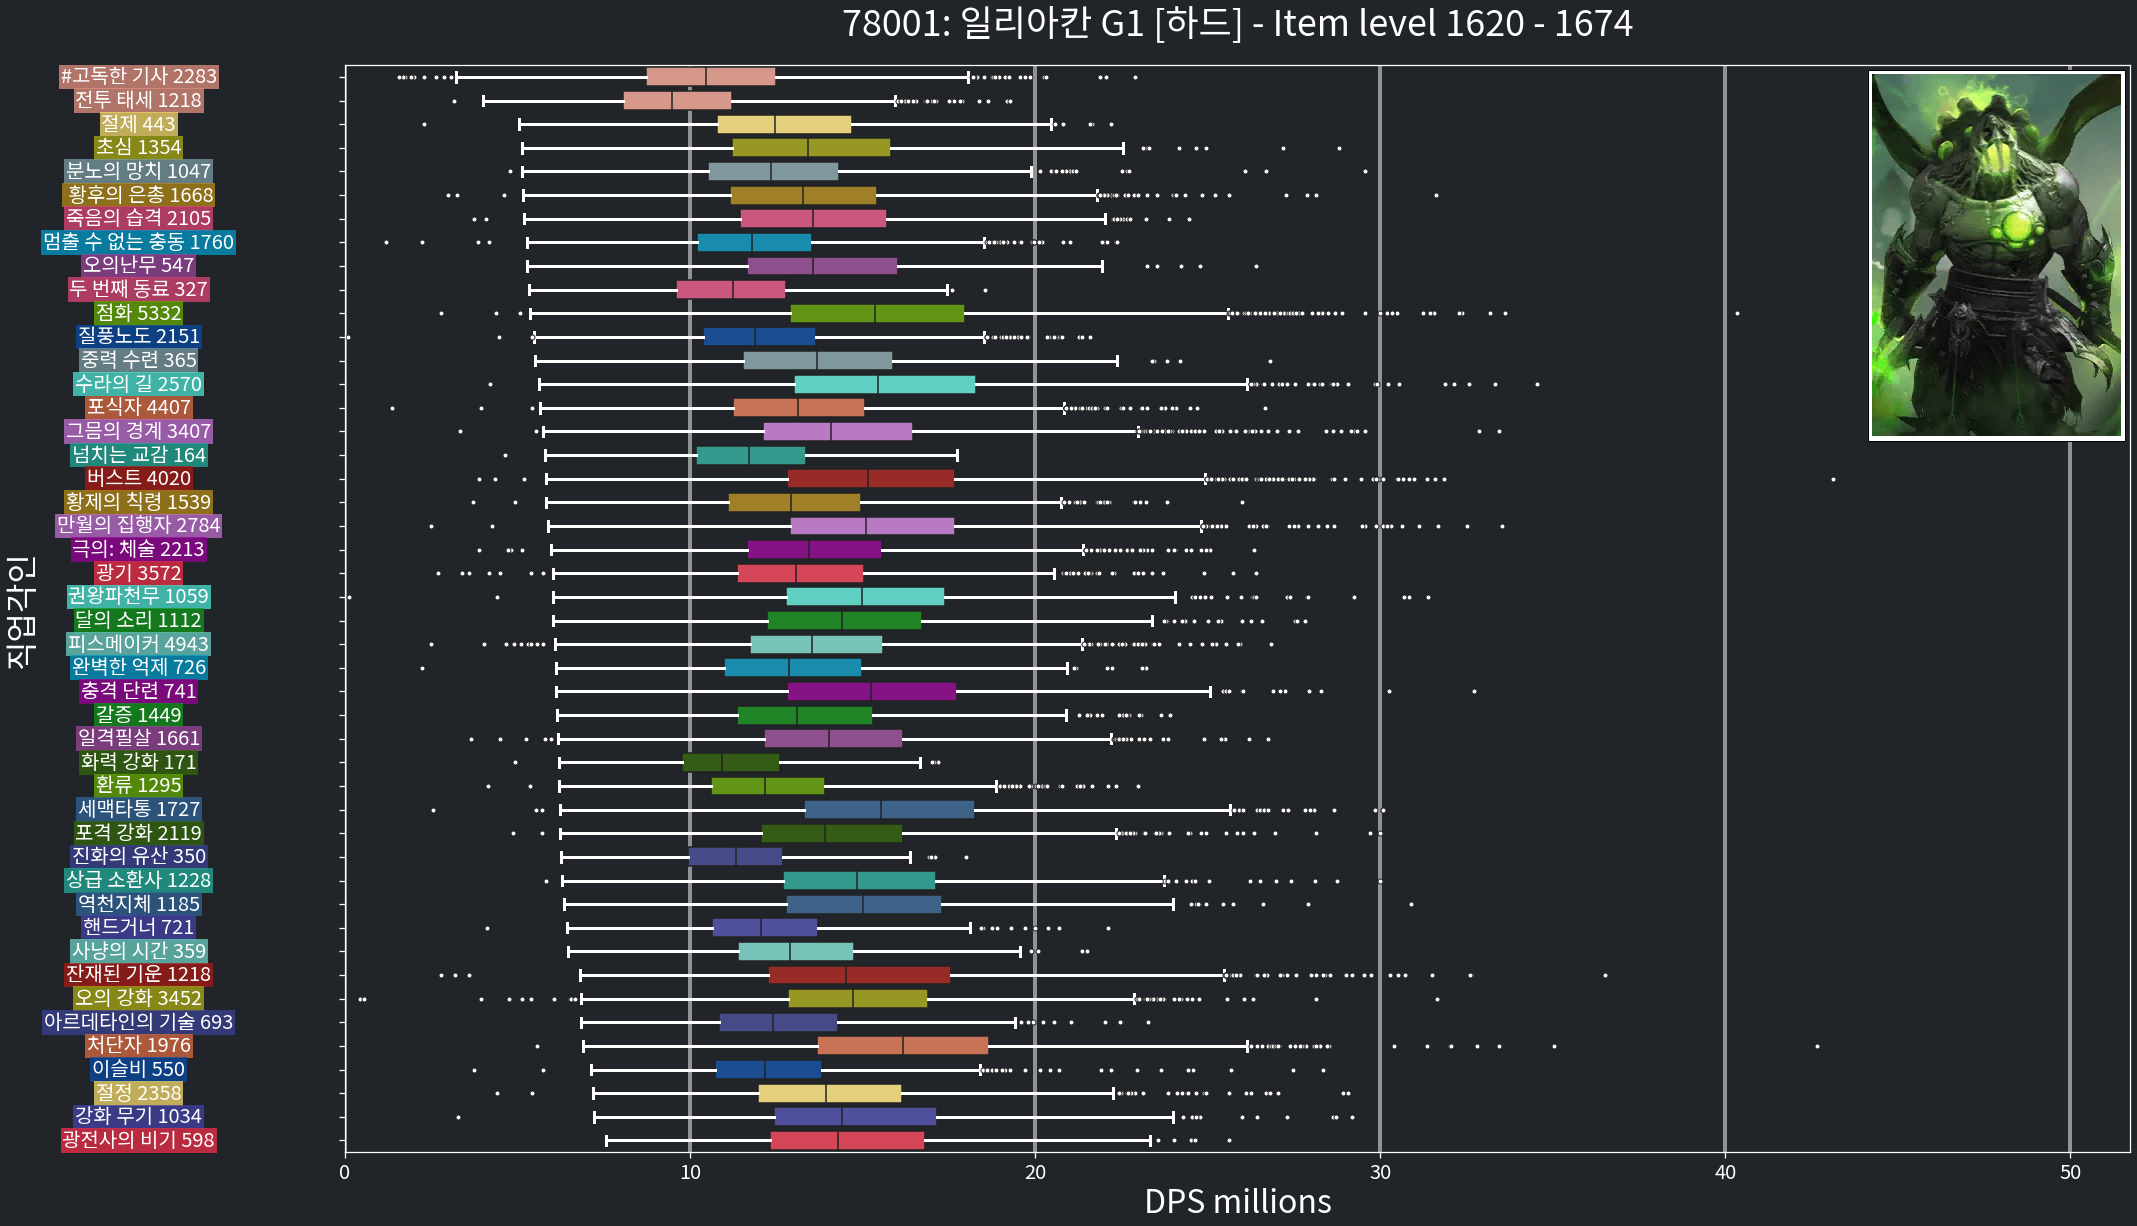 78001: 일리아칸 G1 [하드] - Item level 1620 - 1674
직업각인
#고독한 기사 2283
전투 태세 1218
절제 443
초심 1354
분노의 망치 1047
황후의 은총 1668
죽음의 습격 2105
멈출 수 없는 충동 1760
오의난무 547
두 번째 동료 327
점화 5332
질풍노도 2151
중력 수련 365
수라의 길 2570
포식자 4407
그믐의 경계 3407
넘치는 교감 164
버스트 4020
황제의 칙령 1539
만월의 집행자 2784
극의: 체술 2213
광기 3572
권왕파천무 1059
달의 소리 1112
피스메이커 4943
완벽한 억제 726
충격 단련 741
갈증 1449
일격필살 1661
화력 강화 171
환류 1295
세맥타통 1727
포격 강화 2119
진화의 유산 350
상급 소환사 1228
역천지체 1185
핸드거너 721
사냥의 시간 359
잔재된 기운 1218
오의 강화 3452
아르데타인의 기술 693
처단자 1976
이슬비 550
절정 2358
강화 무기 1034
광전사의 비기 598
0 10 20 30 40 50
DPS millions